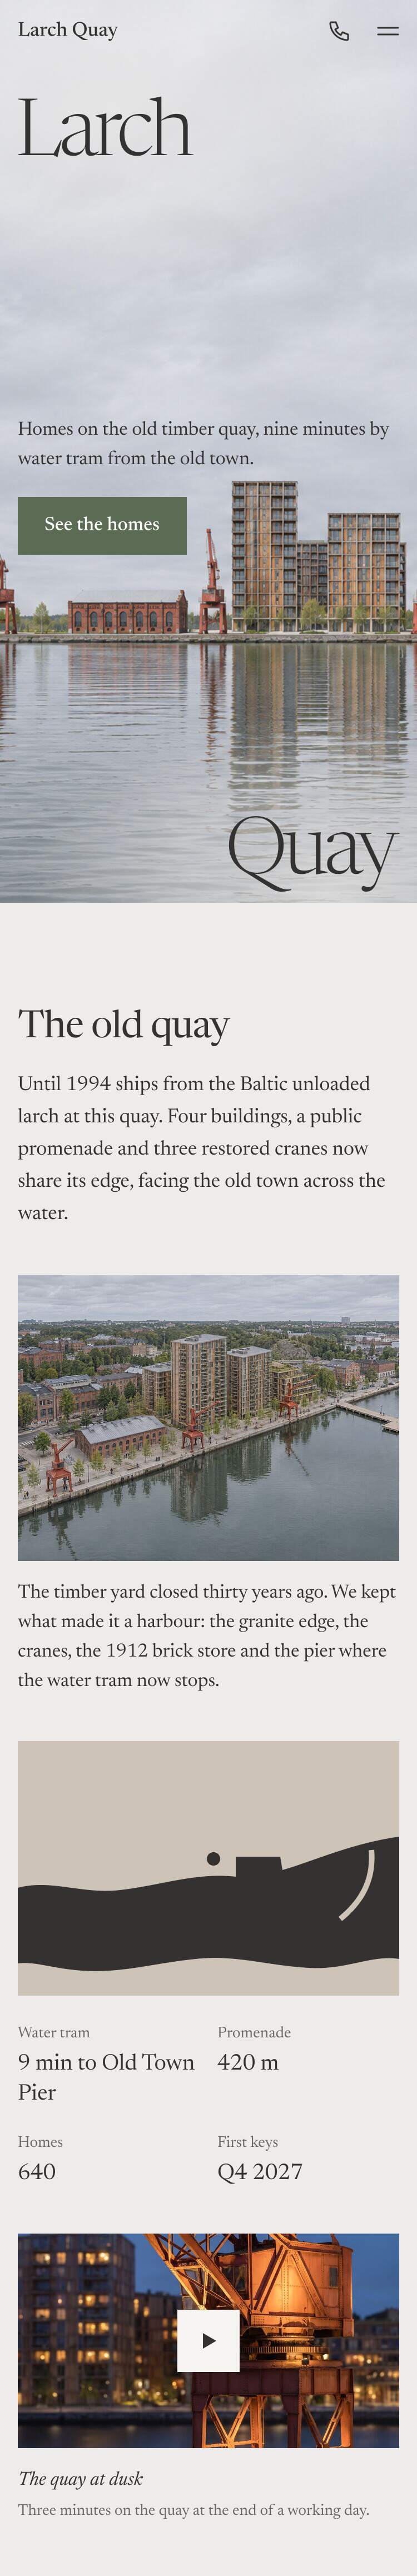 Larch Quay
Larch
Homes on the old timber quay, nine minutes by
water tram from the old town.
See the homes
Quay
The old quay
Until 1994 ships from the Baltic unloaded
larch at this quay. Four buildings, a public
promenade and three restored cranes now
share its edge, facing the old town across the
water.
The timber yard closed thirty years ago. We kept
what made it a harbour: the granite edge, the
cranes, the 1912 brick store and the pier where
the water tram now stops.
Water tram
9 min to Old Town
Pier
Promenade
420 m
Homes
640
First keys
Q4 2027
The quay at dusk
Three minutes on the quay at the end of a working day.